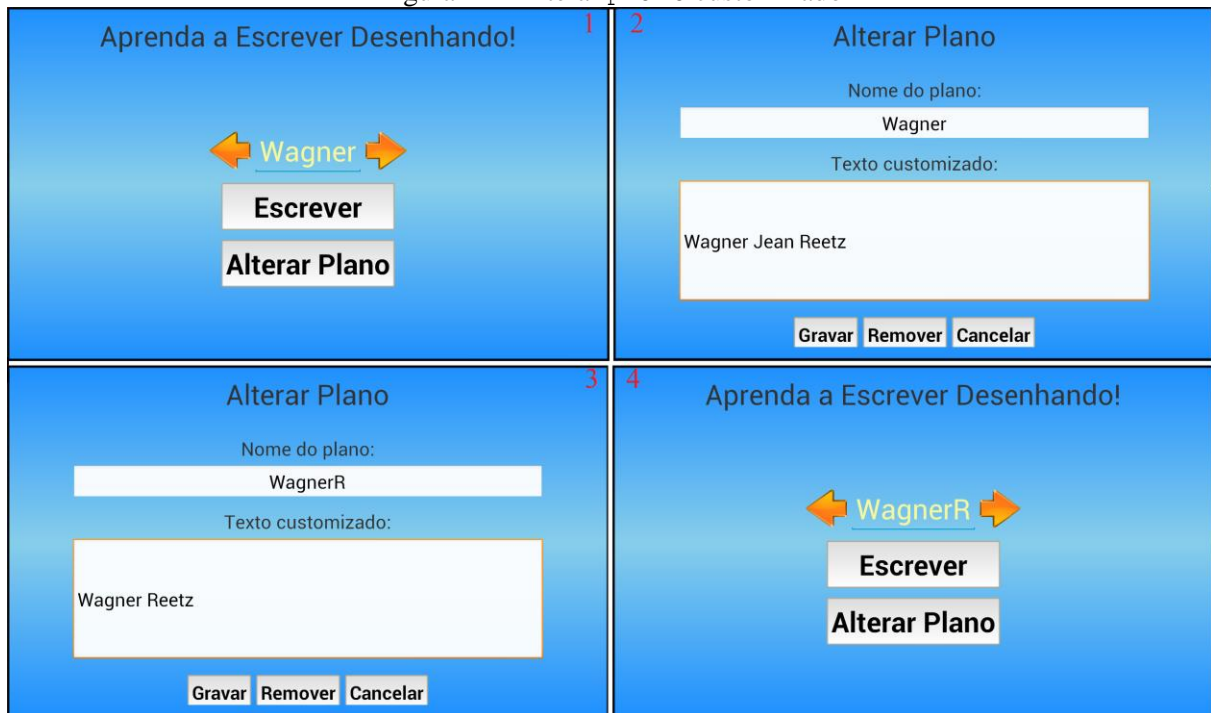 Aprenda a Escrever Desenhando! 1
Wagner
Escrever
Alterar Plano
2 Alterar Plano
Nome do plano:
Wagner
Texto customizado:
Wagner Jean Reetz
Gravar Remover Cancelar
Alterar Plano 3
Nome do plano:
WagnerR
Texto customizado:
Wagner Reetz
Gravar Remover Cancelar
4 Aprenda a Escrever Desenhando!
WagnerR
Escrever
Alterar Plano